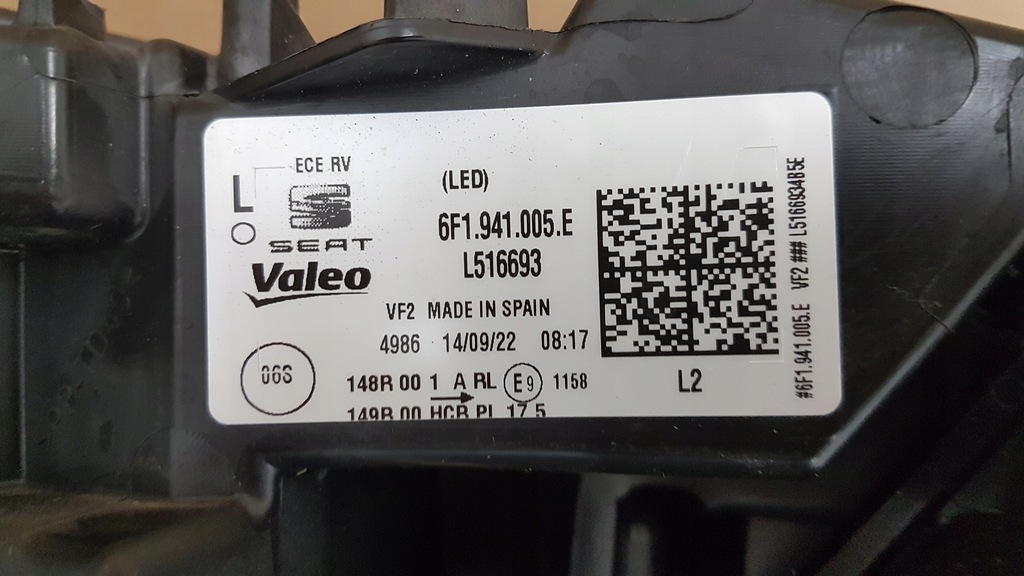 ECE RV
L
SEAT
Valeo
(LED)
6F1.941.005.E
L516693
VF2 MADE IN SPAIN
4986 14/09/22 08:17
06S
148R 00 1 A RL E9 1158
149R 00 HCR PL 17.5
L2
#6F1.941.005.E VF2 ### L5166934B5E